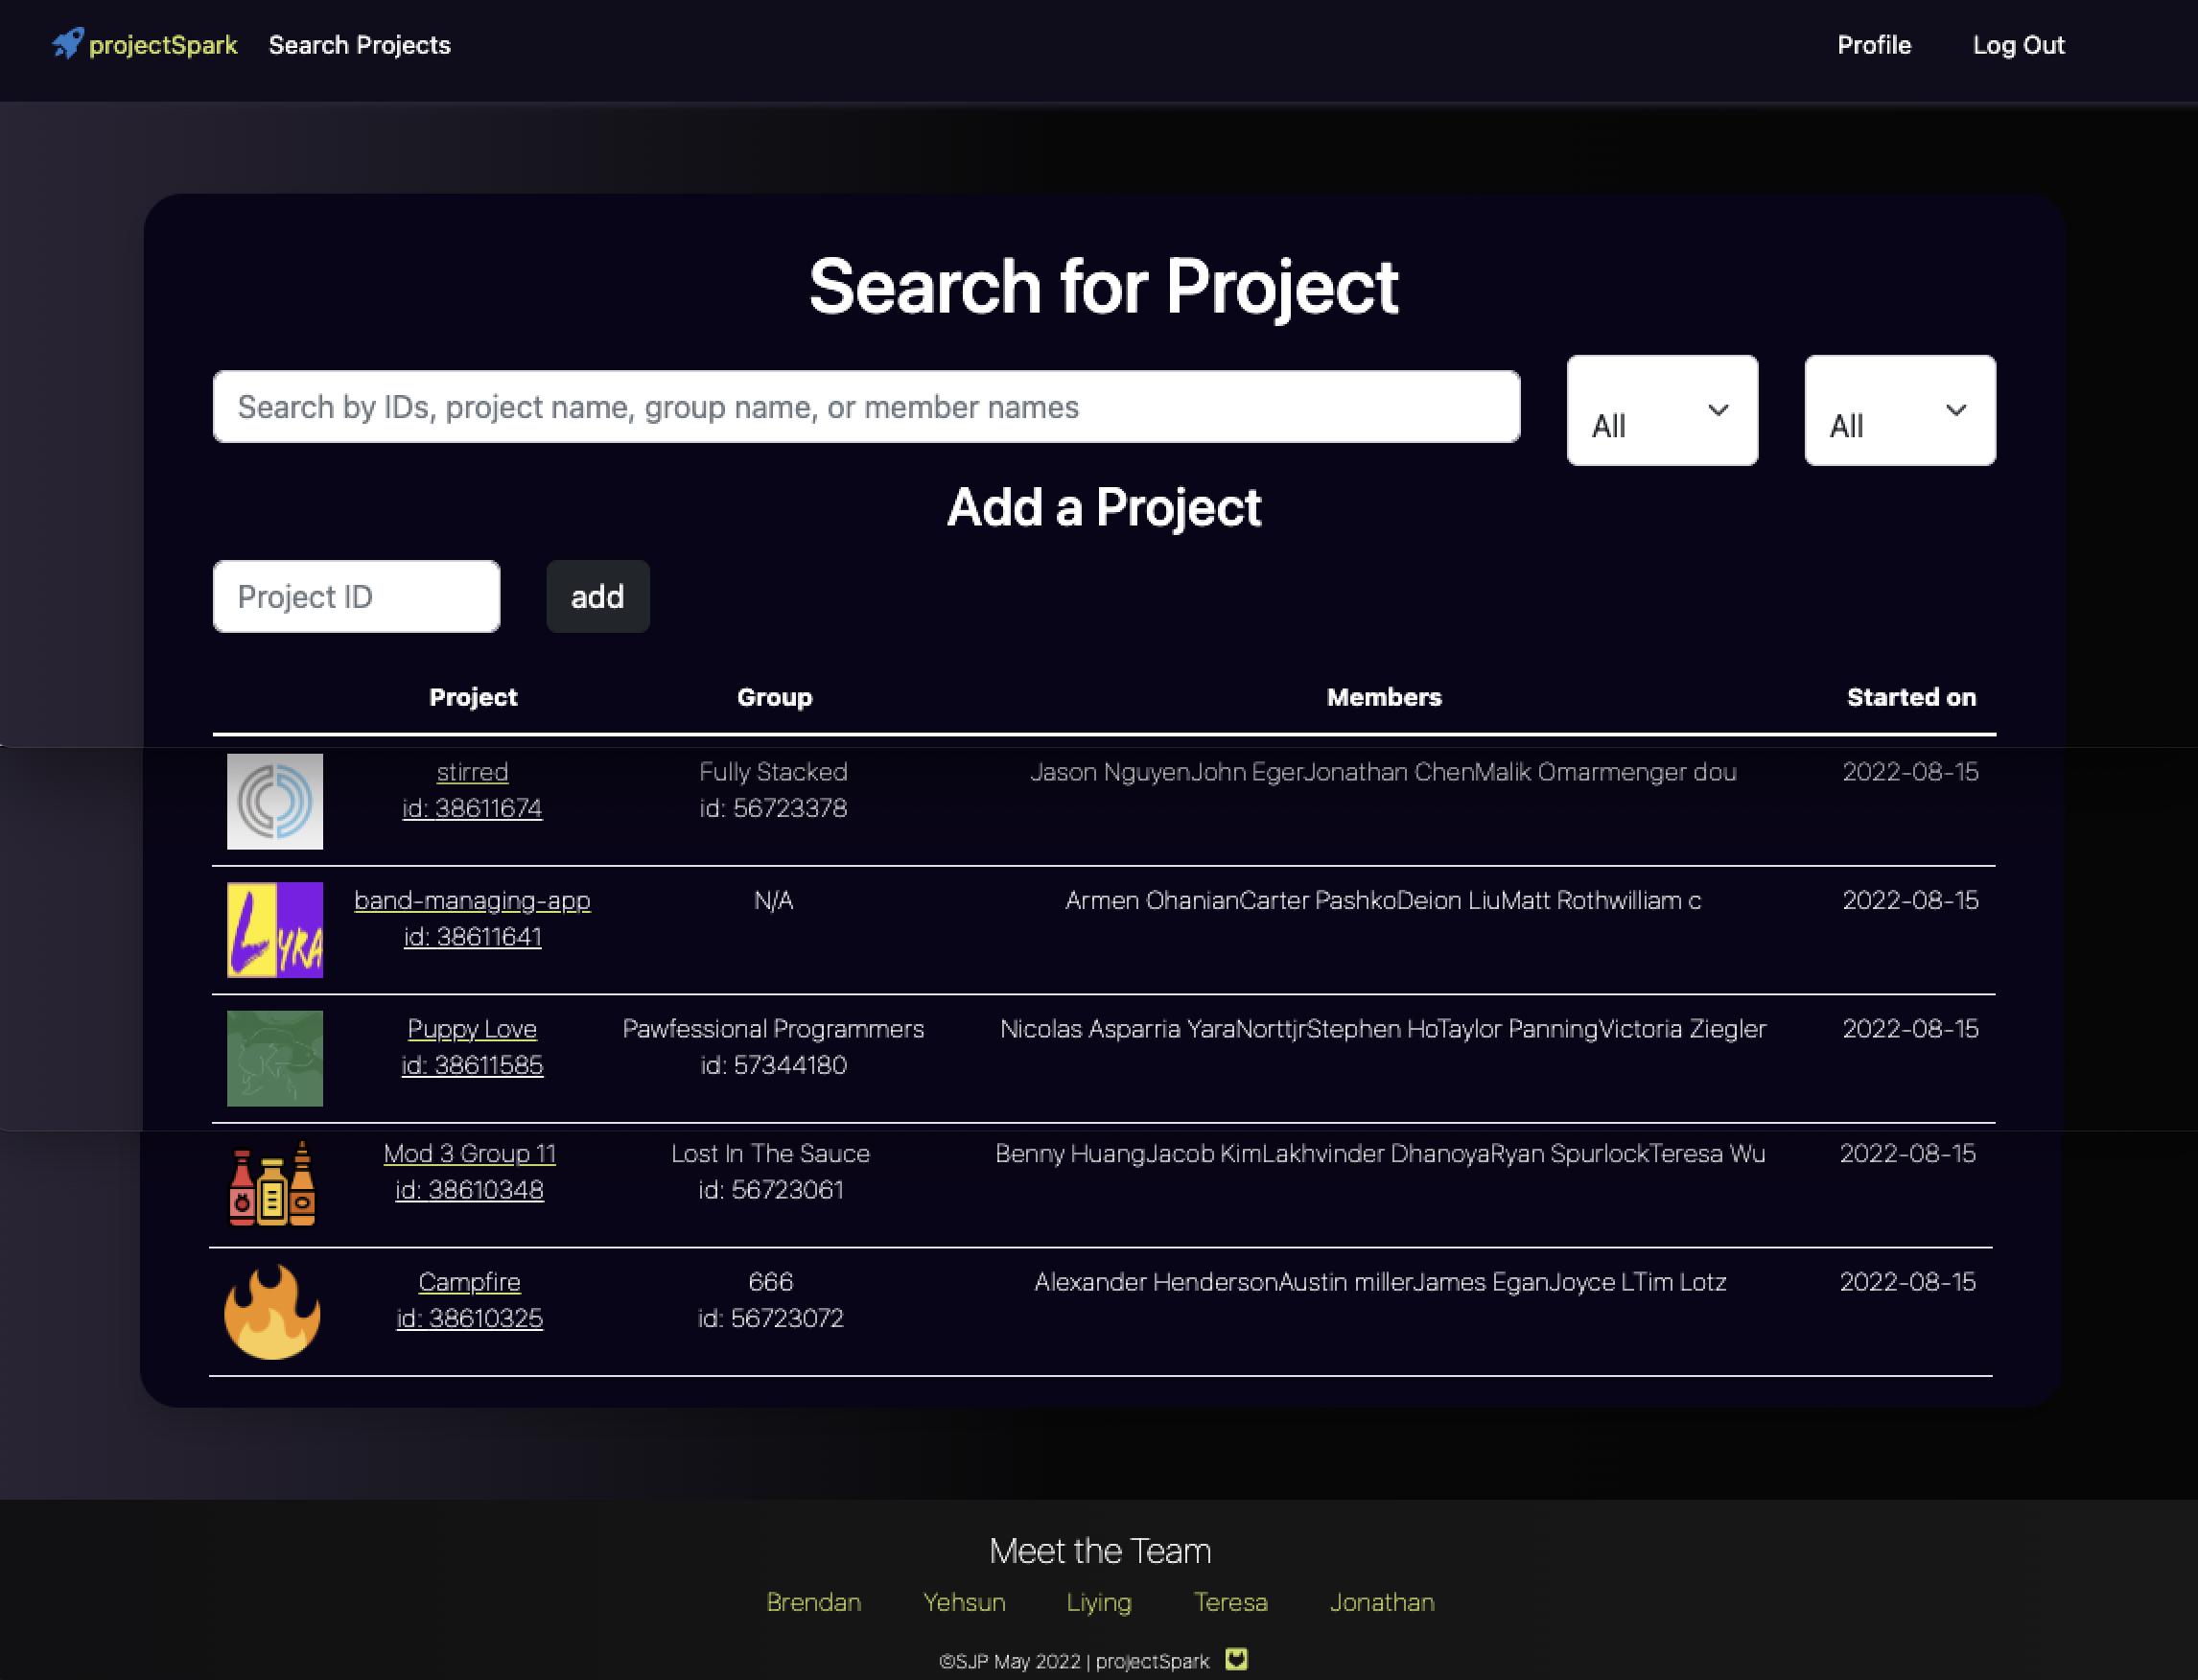 projectSpark Search Projects Profile Log Out
Search for Project
Search by IDs, project name, group name, or member names All All
Add a Project
Project ID add
Project Group Members Started on
stirred Fully Stacked Jason NguyenJohn EgerJonathan ChenMalik Omarmenger dou 2022-08-15
id: 38611674 id: 56723378
band-managing-app N/A Armen OhanianCarter PashkoDeion LiuMatt Rothwilliam c 2022-08-15
id: 38611641
LYRA
Puppy Love Pawfessional Programmers Nicolas Asparria YaraNorttjrStephen HoTaylor PanningVictoria Ziegler 2022-08-15
id: 38611585 id: 57344180
Mod 3 Group 11 Lost In The Sauce Benny HuangJacob KimLakhvinder DhanoyaRyan SpurlockTeresa Wu 2022-08-15
id: 38610348 id: 56723061
Campfire 666 Alexander HendersonAustin millerJames EganJoyce LTim Lotz 2022-08-15
id: 38610325 id: 56723072
Meet the Team
Brendan Yehsun Liying Teresa Jonathan
©SJP May 2022 | projectSpark